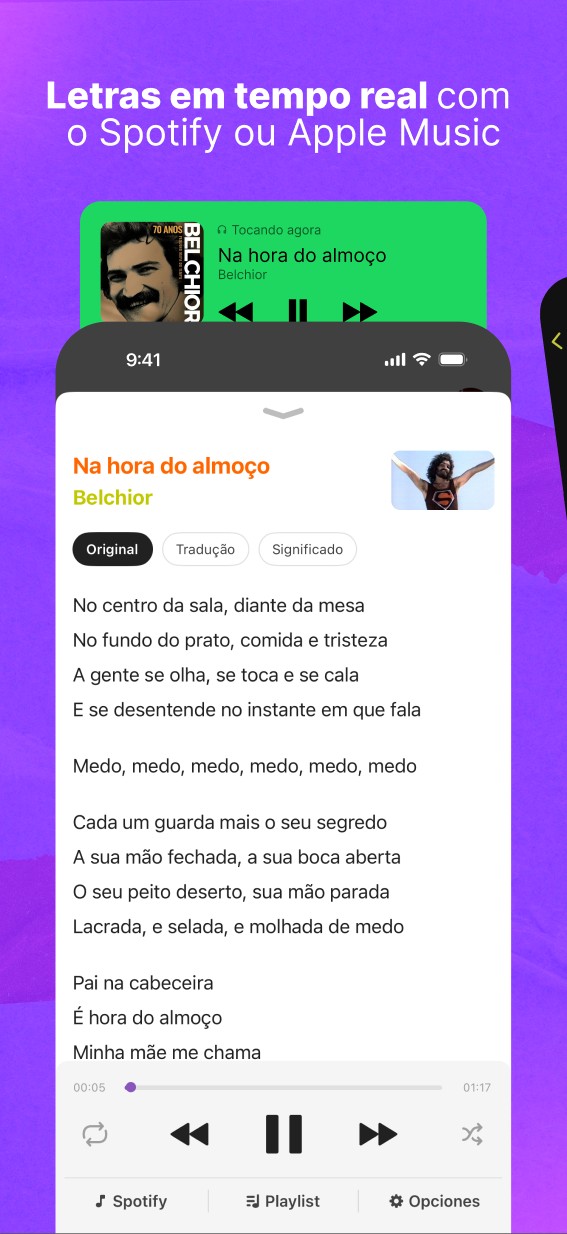 Letras em tempo real com
o Spotify ou Apple Music
70 ANOS
BELCHIOR
Tocando agora
Na hora do almoço
Belchior
9:41
Na hora do almoço
Belchior
Original
Tradução
Significado
No centro da sala, diante da mesa
No fundo do prato, comida e tristeza
A gente se olha, se toca e se cala
E se desentende no instante em que fala
Medo, medo, medo, medo, medo, medo
Cada um guarda mais o seu segredo
A sua mão fechada, a sua boca aberta
O seu peito deserto, sua mão parada
Lacrada, e selada, e molhada de medo
Pai na cabeceira
É hora do almoço
Minha mãe me chama
00:05
01:17
Spotify
Playlist
Opciones